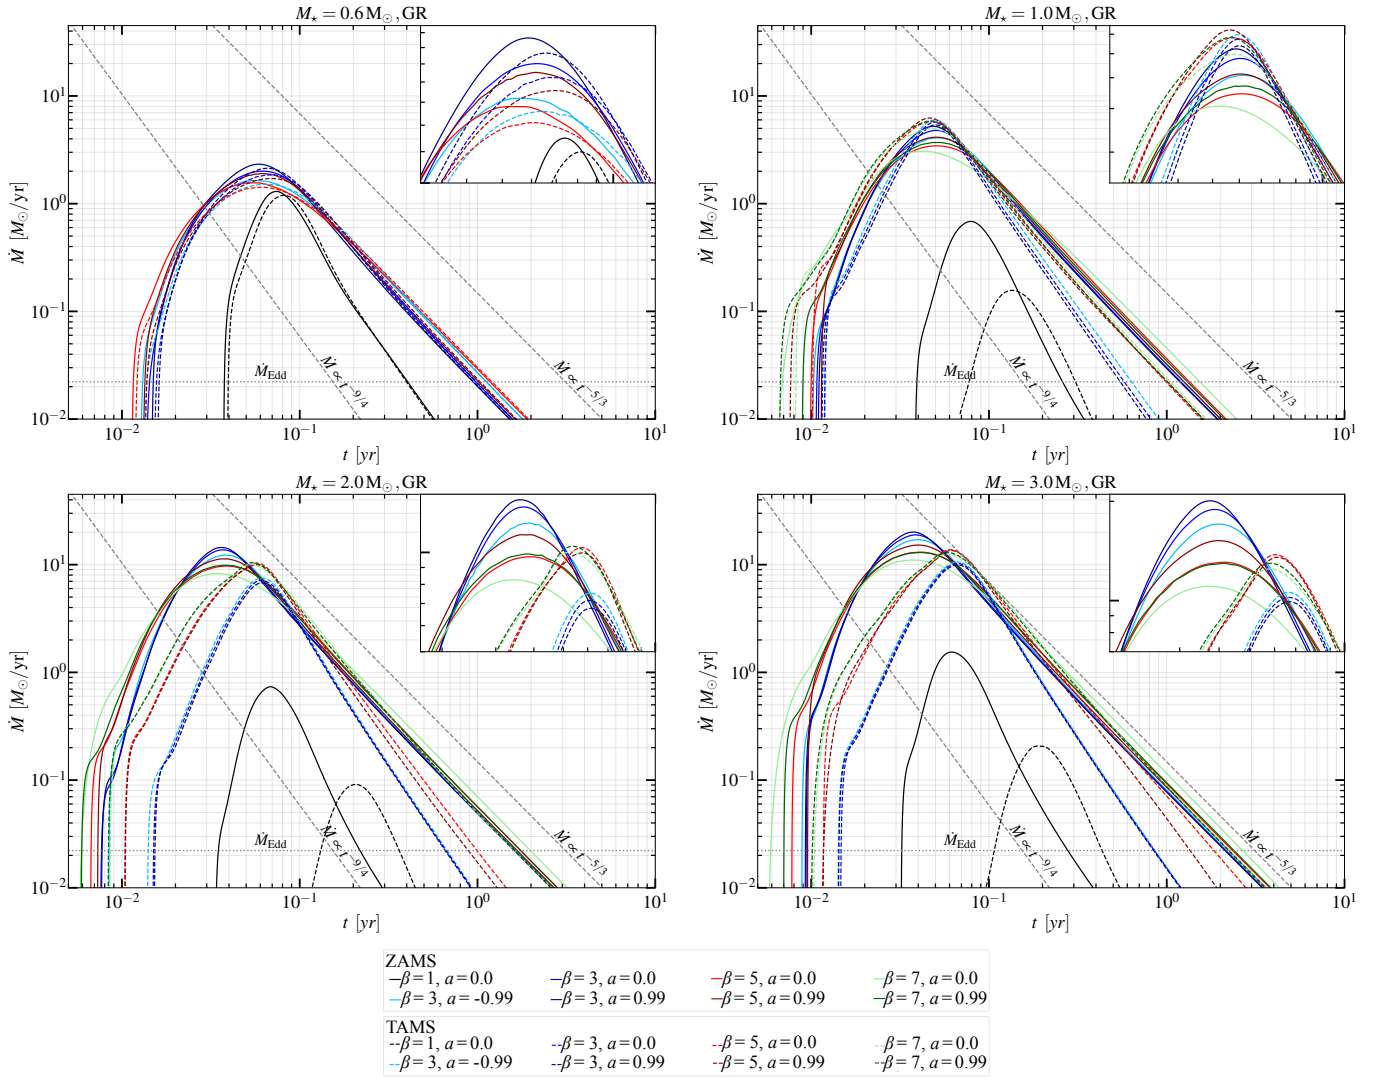 M⋆ = 0.6 M⊙, GR
10¹
10⁰
10⁻¹
10⁻²
Ṁ [M⊙/yr]
Ṁ_Edd
Ṁ ∝ t^−9/4
Ṁ ∝ t^−5/3
10⁻² 10⁻¹ 10⁰ 10¹
t [yr]
M⋆ = 1.0 M⊙, GR
10¹
10⁰
10⁻¹
10⁻²
Ṁ [M⊙/yr]
Ṁ_Edd
Ṁ ∝ t^−9/4
Ṁ ∝ t^−5/3
10⁻² 10⁻¹ 10⁰ 10¹
t [yr]
M⋆ = 2.0 M⊙, GR
10¹
10⁰
10⁻¹
10⁻²
Ṁ [M⊙/yr]
Ṁ_Edd
Ṁ ∝ t^−9/4
Ṁ ∝ t^−5/3
10⁻² 10⁻¹ 10⁰ 10¹
t [yr]
M⋆ = 3.0 M⊙, GR
10¹
10⁰
10⁻¹
10⁻²
Ṁ [M⊙/yr]
Ṁ_Edd
Ṁ ∝ t^−9/4
Ṁ ∝ t^−5/3
10⁻² 10⁻¹ 10⁰ 10¹
t [yr]
ZAMS
β = 1, a = 0.0 β = 3, a = 0.0 β = 5, a = 0.0 β = 7, a = 0.0
β = 3, a = -0.99 β = 3, a = 0.99 β = 5, a = 0.99 β = 7, a = 0.99
TAMS
β = 1, a = 0.0 β = 3, a = 0.0 β = 5, a = 0.0 β = 7, a = 0.0
β = 3, a = -0.99 β = 3, a = 0.99 β = 5, a = 0.99 β = 7, a = 0.99